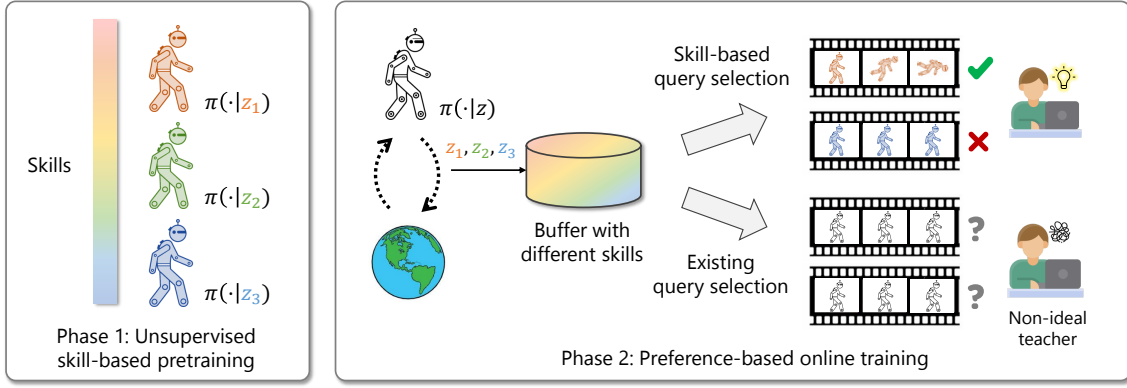 Skills
π(·|z₁)
π(·|z₂)
π(·|z₃)
Phase 1: Unsupervised
skill-based pretraining
π(·|z)
z₁, z₂, z₃
Buffer with
different skills
Skill-based
query selection
Existing
query selection
?
?
Non-ideal
teacher
Phase 2: Preference-based online training